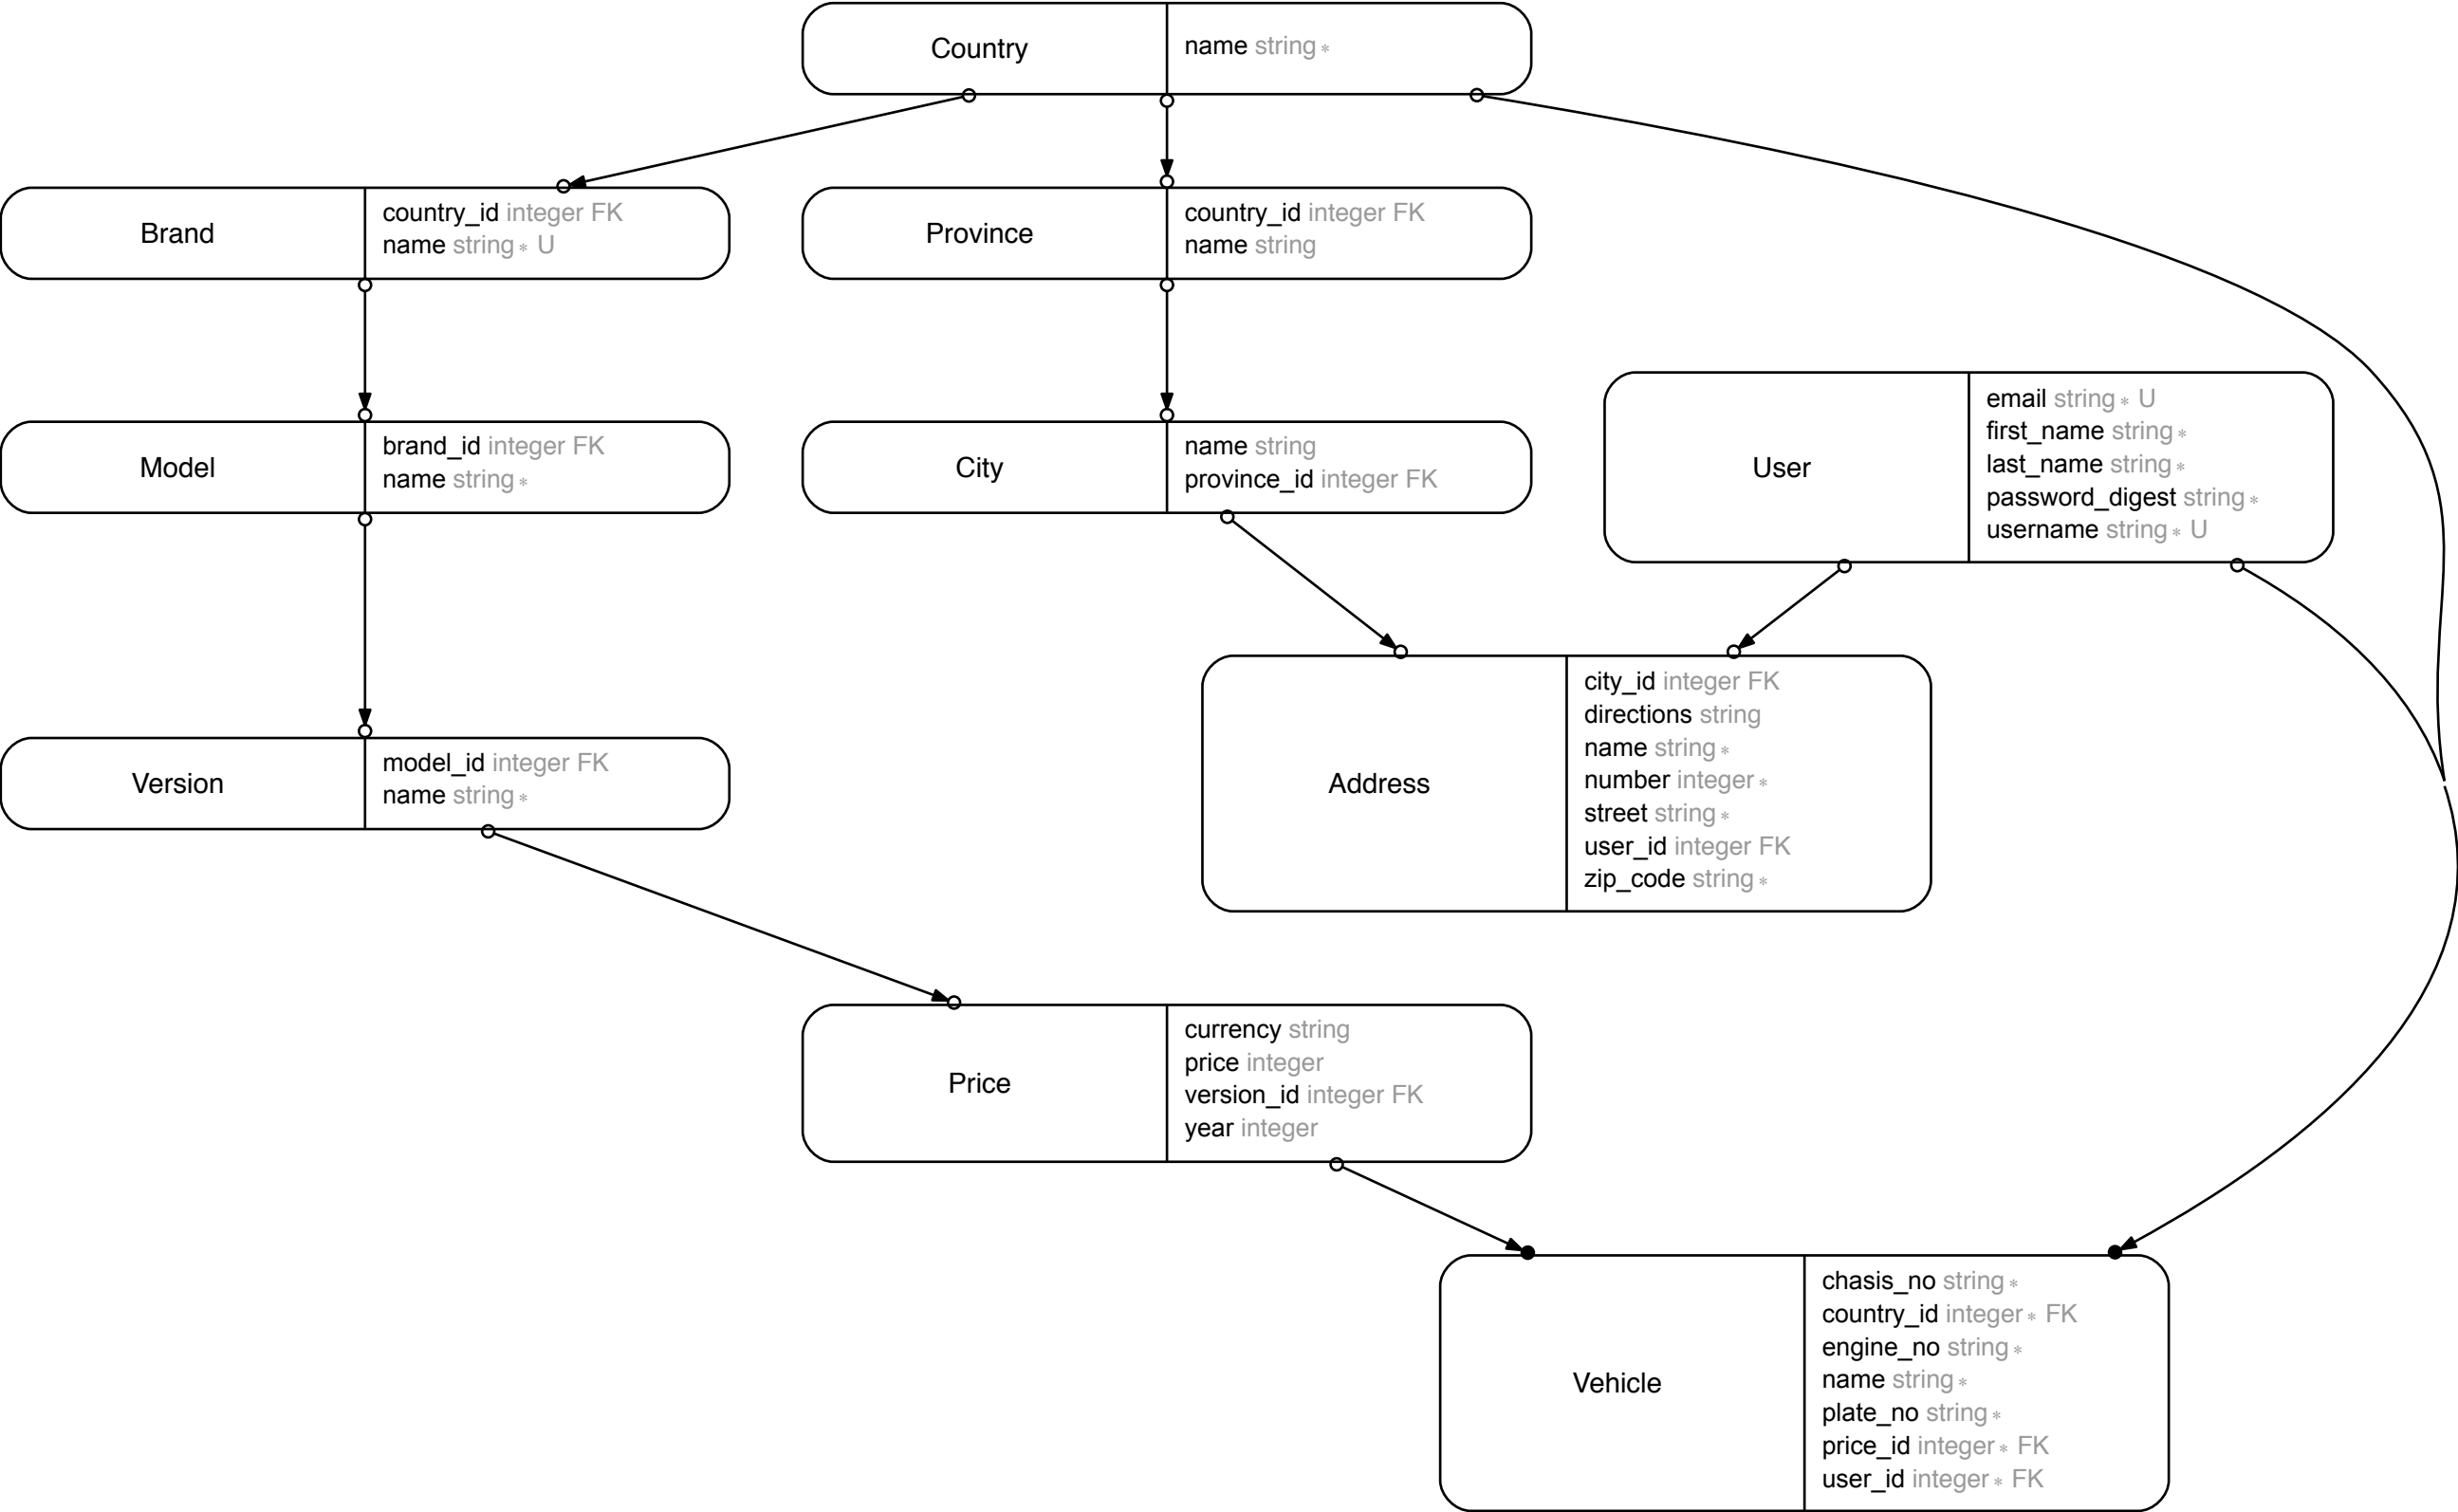 Country
name string *
Brand
country_id integer FK
name string * U
Province
country_id integer FK
name string
Model
brand_id integer FK
name string *
City
name string
province_id integer FK
User
email string * U
first_name string *
last_name string *
password_digest string *
username string * U
Version
model_id integer FK
name string *
Address
city_id integer FK
directions string
name string *
number integer *
street string *
user_id integer FK
zip_code string *
Price
currency string
price integer
version_id integer FK
year integer
Vehicle
chasis_no string *
country_id integer * FK
engine_no string *
name string *
plate_no string *
price_id integer * FK
user_id integer * FK